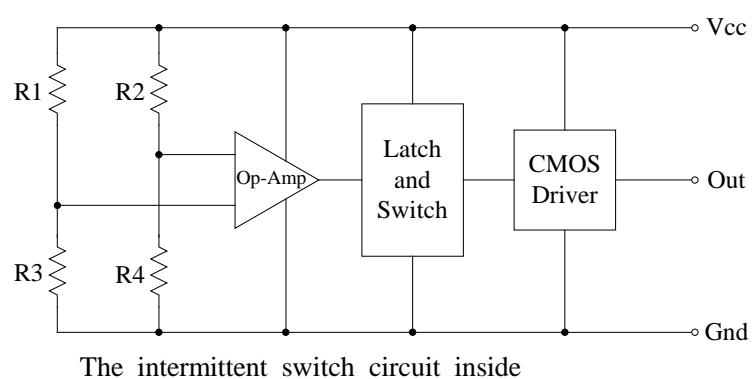 Vcc
R1
R2
Op-Amp
Latch
and
Switch
CMOS
Driver
Out
R3
R4
Gnd
The intermittent switch circuit inside